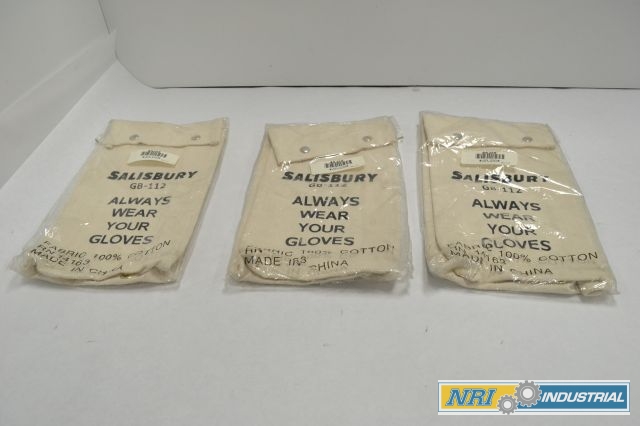 SALISBURY
GB-112
ALWAYS
WEAR
YOUR
GLOVES
FABRIC 100% COTTON
MADE
IN CHINA
SALISBURY
GB-112
ALWAYS
WEAR
YOUR
GLOVES
FABRIC 100% COTTON
MADE
CHINA
SALISBURY
GB-112
ALWAYS
WEAR
YOUR
GLOVES
FABRIC 100% COTTON
IN CHINA
NRI INDUSTRIAL